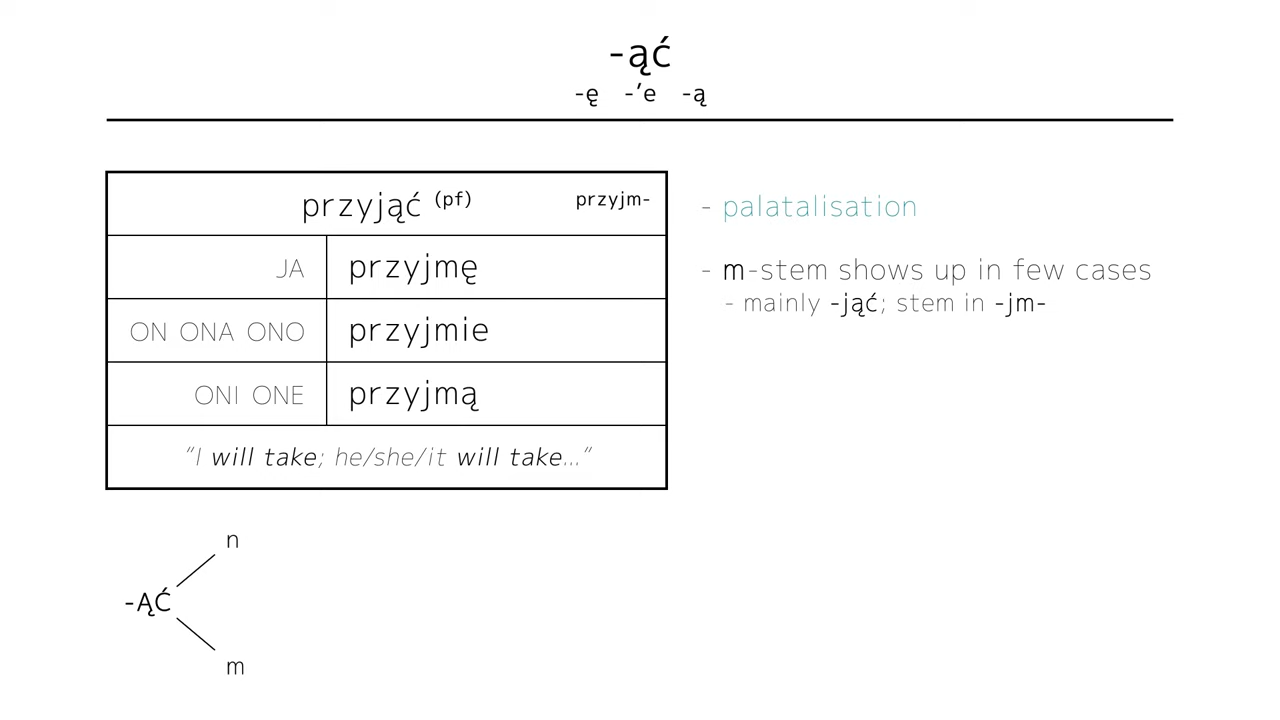 -ąć
-ę -’e -ą
przyjąć (pf) przyjm-
JA przyjmę
ON ONA ONO przyjmie
ONI ONE przyjmą
“I will take; he/she/it will take...“
- palatalisation
- m-stem shows up in few cases
- mainly -jąć; stem in -jm-
n
-ĄĆ
m